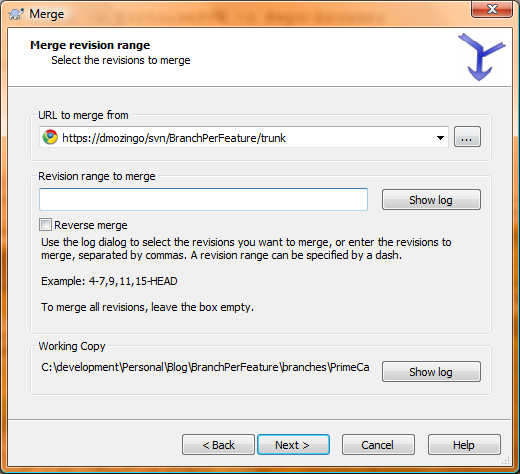 Merge
Merge revision range
Select the revisions to merge
URL to merge from
https://dmozingo/svn/BranchPerFeature/trunk
...
Revision range to merge
Show log
Reverse merge
Use the log dialog to select the revisions you want to merge, or enter the revisions to
merge, separated by commas. A revision range can be specified by a dash.
Example: 4-7,9,11,15-HEAD
To merge all revisions, leave the box empty.
Working Copy
C:\development\Personal\Blog\BranchPerFeature\branches\PrimeCa
Show log
< Back
Next >
Cancel
Help